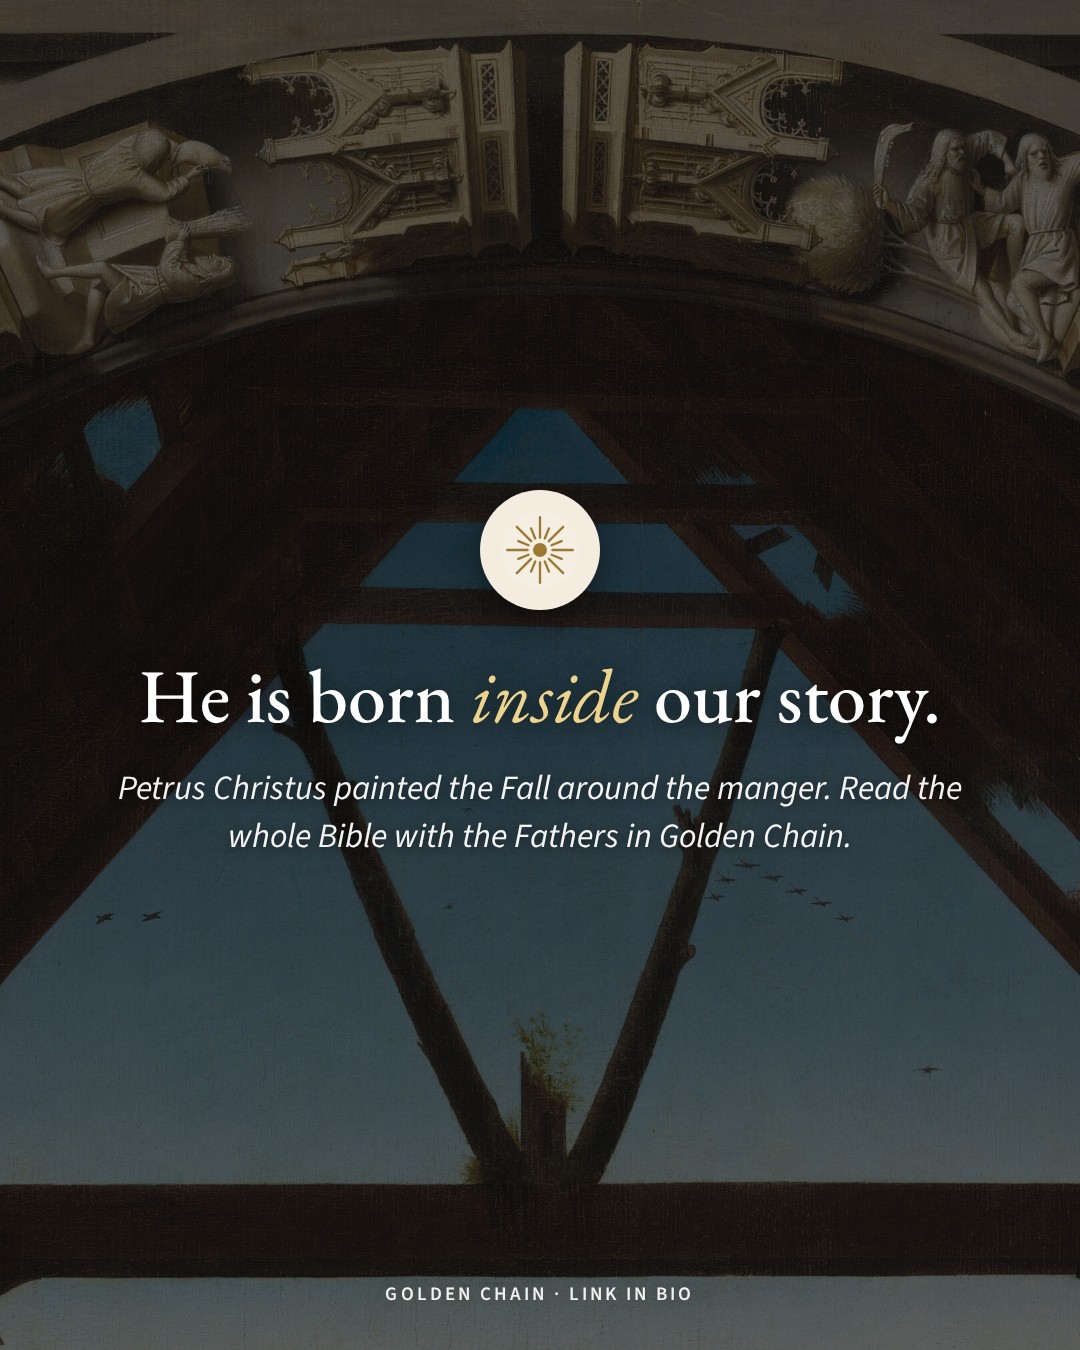 He is born inside our story.
Petrus Christus painted the Fall around the manger. Read the
whole Bible with the Fathers in Golden Chain.
GOLDEN CHAIN · LINK IN BIO